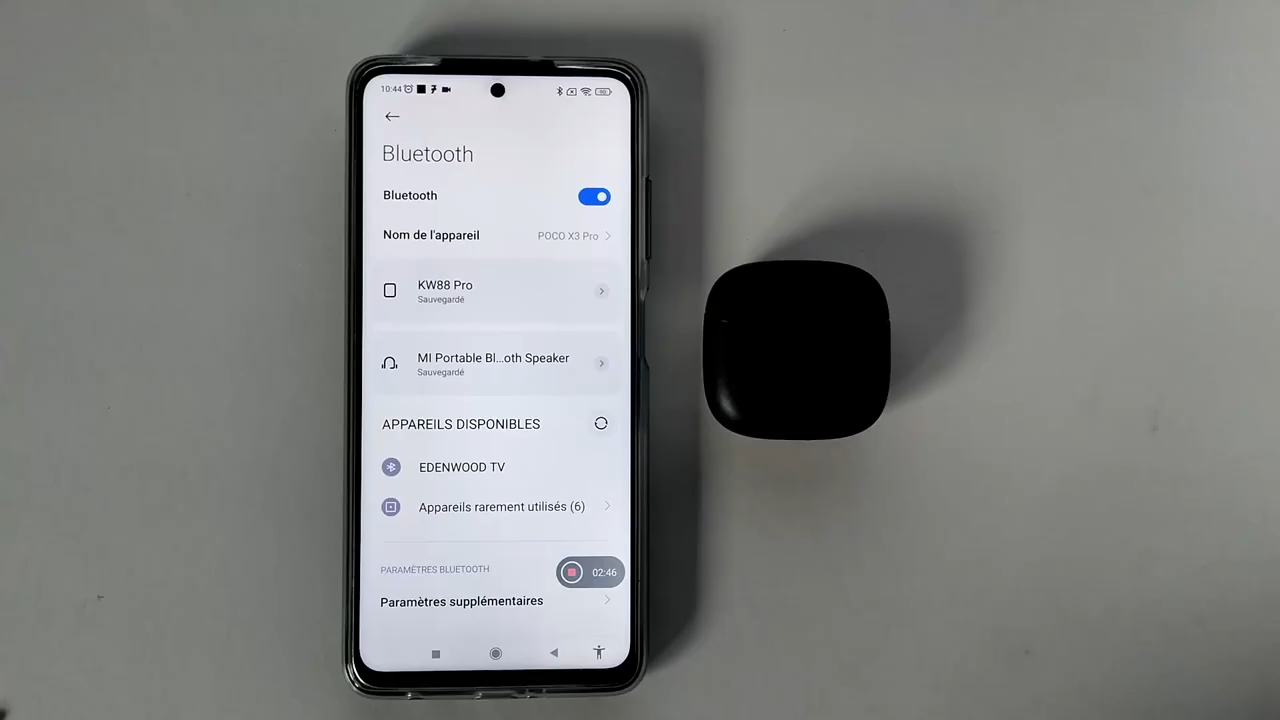 10:44
Bluetooth
Bluetooth
Nom de l'appareil POCO X3 Pro
KW88 Pro
Sauvegardé
MI Portable Bl...oth Speaker
Sauvegardé
APPAREILS DISPONIBLES
EDENWOOD TV
Appareils rarement utilisés (6)
PARAMÈTRES BLUETOOTH
02:46
Paramètres supplémentaires